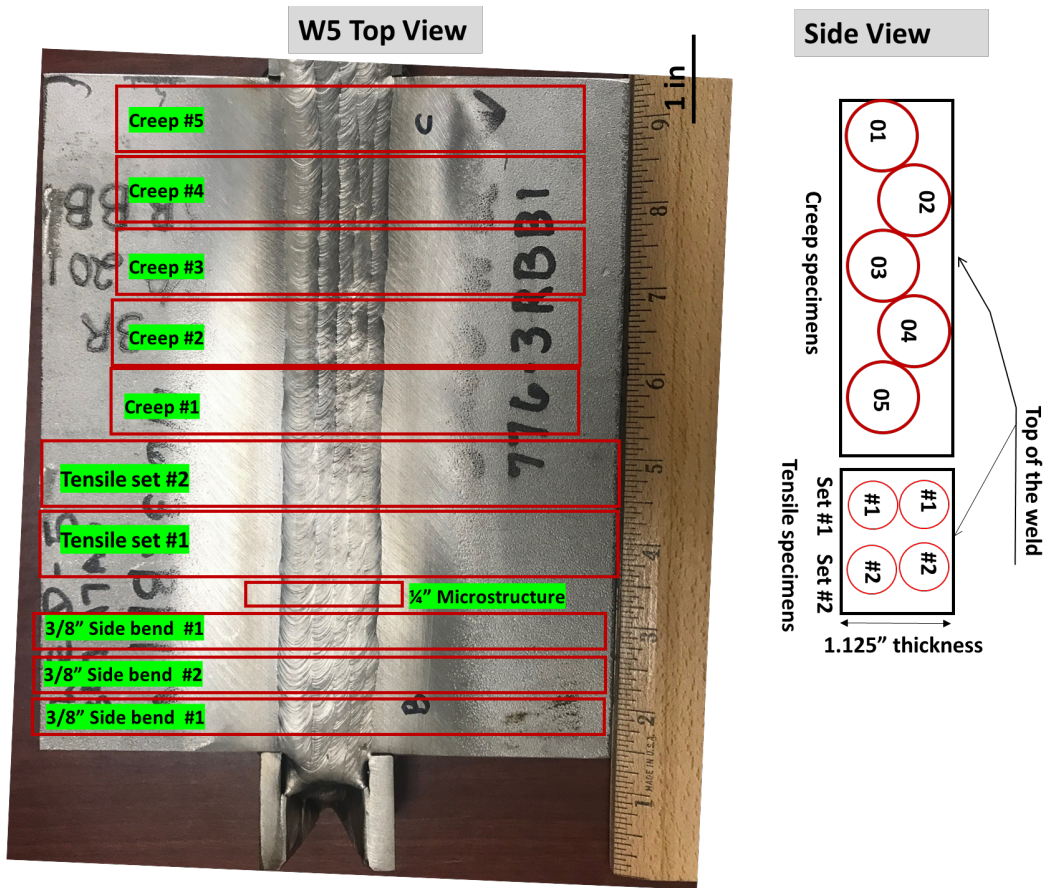 W5 Top View
Side View
1 in
Creep #5
Creep #4
Creep #3
Creep #2
Creep #1
Tensile set #2
Tensile set #1
¼” Microstructure
3/8” Side bend #1
3/8” Side bend #2
3/8” Side bend #1
C
776-3RBB1
B
RBB
201
3R
9
8
7
6
5
4
3
2
1
MADE IN U.S.A.
01
02
03
04
05
Creep specimens
#1
#1
#2
#2
Set #1
Set #2
Tensile specimens
Top of the weld
1.125” thickness